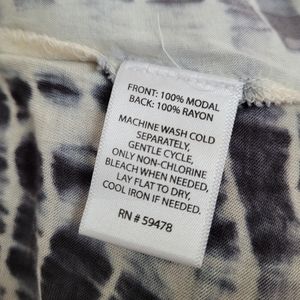 FRONT: 100% MODAL
BACK: 100% RAYON
MACHINE WASH COLD
SEPARATELY,
GENTLE CYCLE,
ONLY NON-CHLORINE
BLEACH WHEN NEEDED,
LAY FLAT TO DRY,
COOL IRON IF NEEDED.
RN # 59478